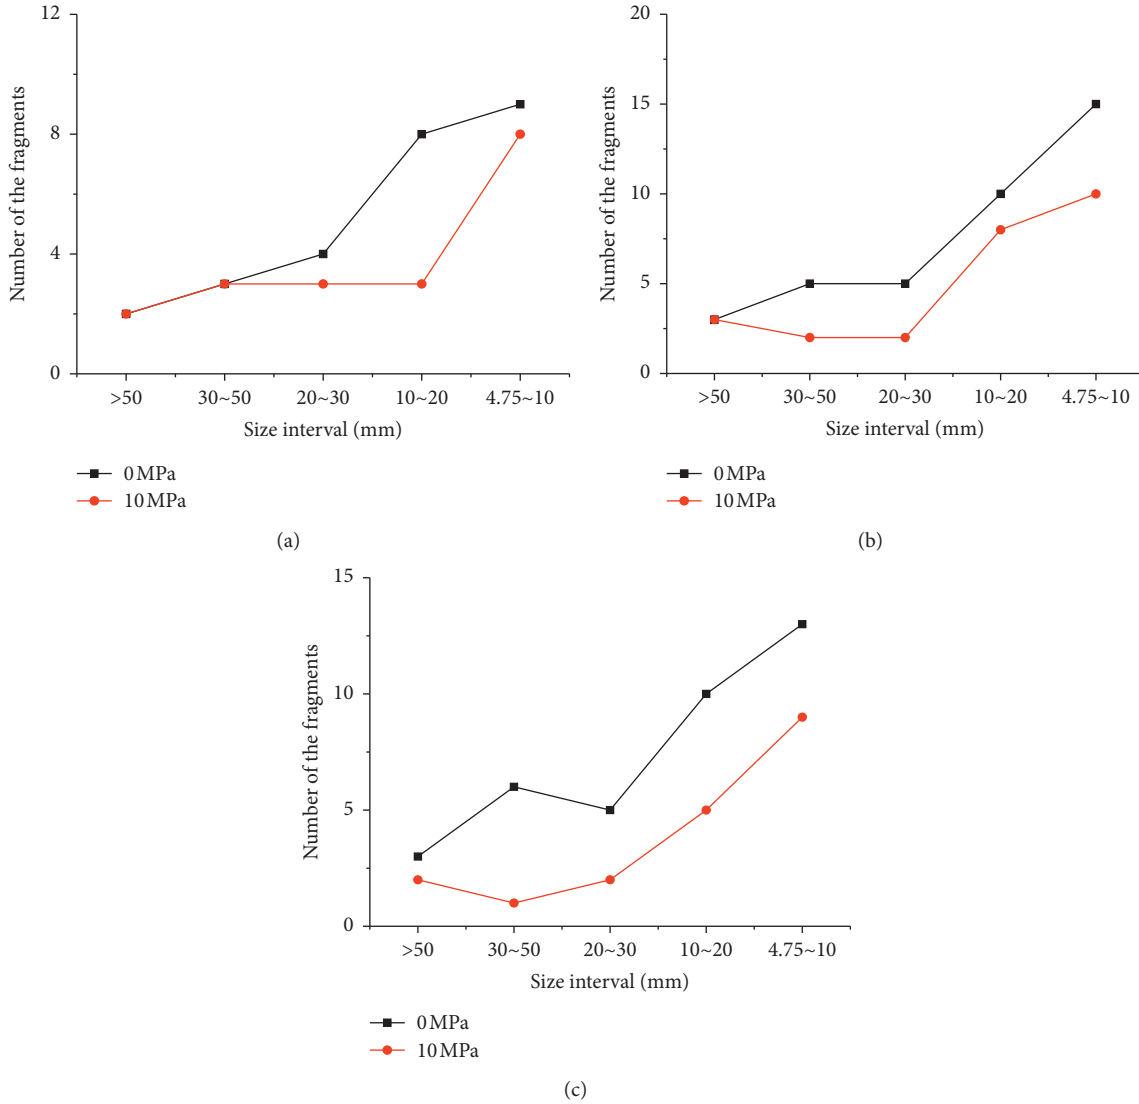 12
8
4
0
Number of the fragments
>50 30~50 20~30 10~20 4.75~10
Size interval (mm)
0 MPa
10 MPa
(a)
20
15
10
5
0
Number of the fragments
>50 30~50 20~30 10~20 4.75~10
Size interval (mm)
0 MPa
10 MPa
(b)
15
10
5
0
Number of the fragments
>50 30~50 20~30 10~20 4.75~10
Size interval (mm)
0 MPa
10 MPa
(c)